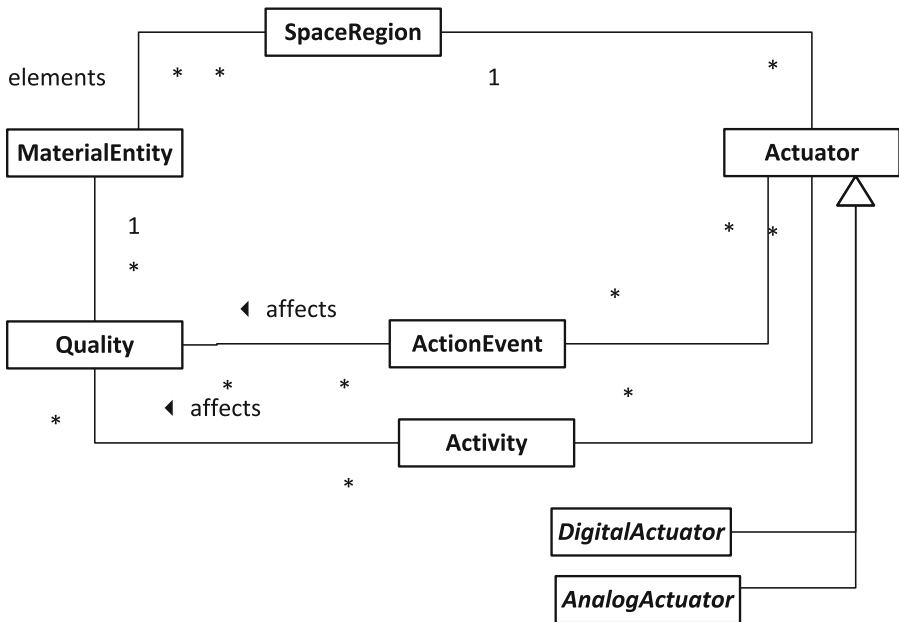 SpaceRegion
elements * * 1 *
MaterialEntity Actuator
1 * *
*
◀ affects *
Quality ActionEvent
* *
◀ affects *
*
Activity
*
DigitalActuator
AnalogActuator